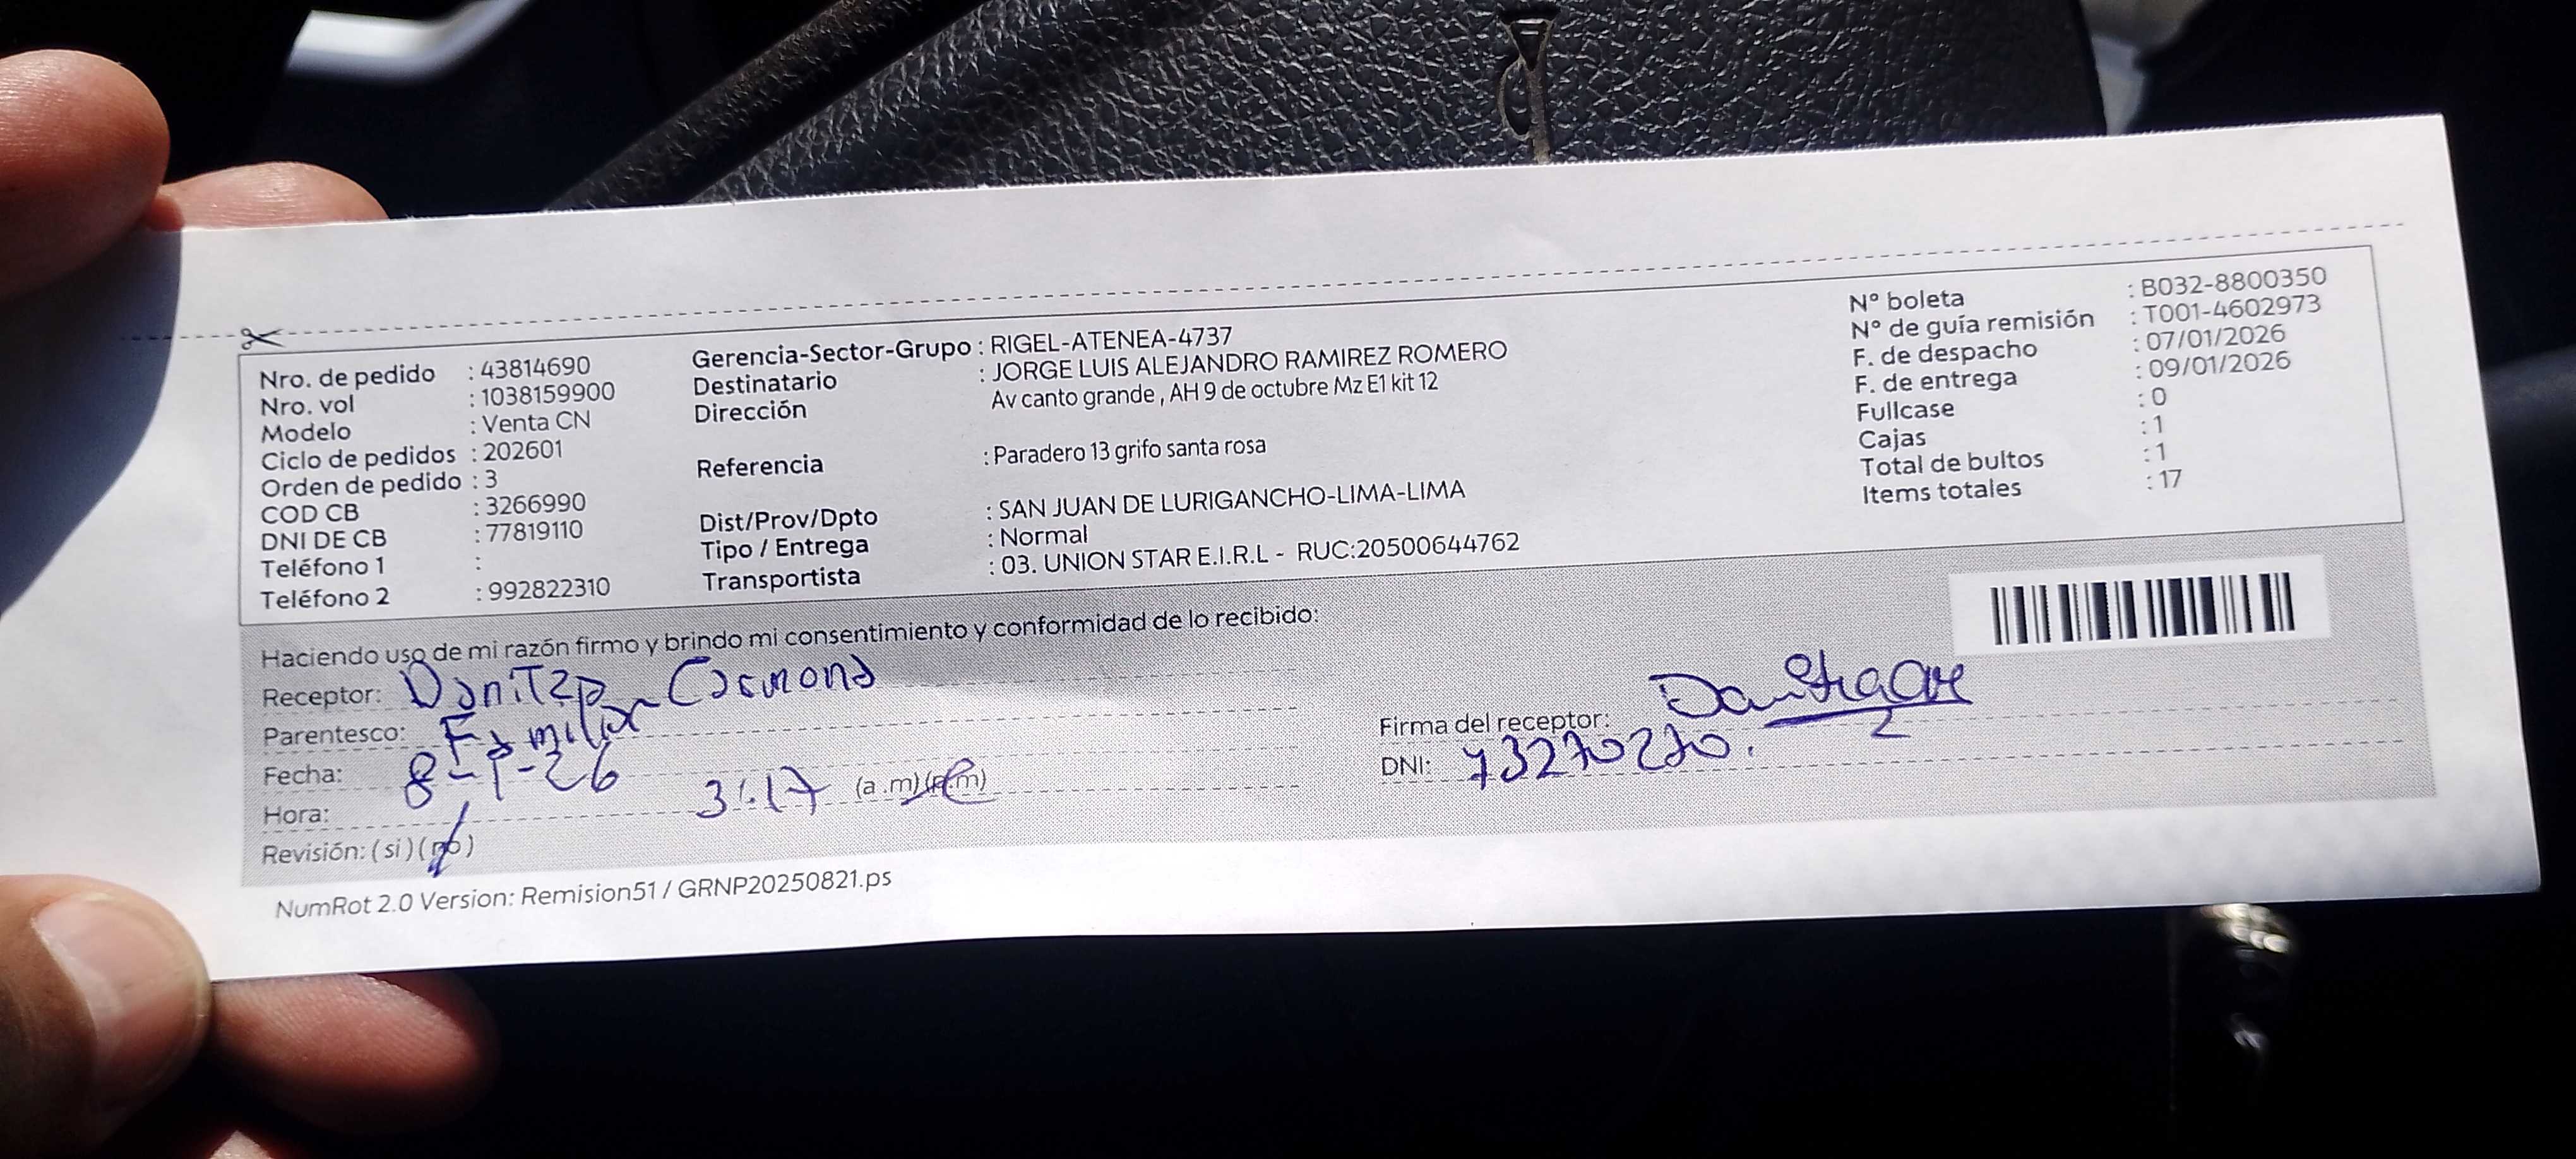 Nro. de pedido : 43814690
Nro. vol : 1038159900
Modelo : Venta CN
Ciclo de pedidos : 202601
Orden de pedido : 3
COD CB : 3266990
DNI DE CB : 77819110
Teléfono 1 :
Teléfono 2 : 992822310
Gerencia-Sector-Grupo : RIGEL-ATENEA-4737
Destinatario : JORGE LUIS ALEJANDRO RAMIREZ ROMERO
Dirección Av canto grande , AH 9 de octubre Mz E1 kit 12
Referencia : Paradero 13 grifo santa rosa
Dist/Prov/Dpto : SAN JUAN DE LURIGANCHO-LIMA-LIMA
Tipo / Entrega : Normal
Transportista : 03. UNION STAR E.I.R.L - RUC:20500644762
N° boleta : B032-8800350
N° de guía remisión : T001-4602973
F. de despacho : 07/01/2026
F. de entrega : 09/01/2026
Fullcase : 0
Cajas : 1
Total de bultos : 1
Items totales : 17
Haciendo uso de mi razón firmo y brindo mi consentimiento y conformidad de lo recibido:
Receptor: Danitza Carmona
Parentesco: Familiar
Fecha: 8-1-26
Hora: 3:17 (a.m)(p.m)
Revisión: (si)(no)
Firma del receptor:
DNI: 73270270.
NumRot 2.0 Version: Remision51 / GRNP20250821.ps